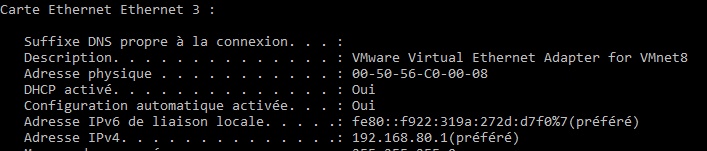 Carte Ethernet Ethernet 3 :
Suffixe DNS propre à la connexion. . . :
Description. . . . . . . . . . . . . . : VMware Virtual Ethernet Adapter for VMnet8
Adresse physique . . . . . . . . . . . : 00-50-56-C0-00-08
DHCP activé. . . . . . . . . . . . . . : Oui
Configuration automatique activée. . . : Oui
Adresse IPv6 de liaison locale. . . . .: fe80::f922:319a:272d:d7f0%7(préféré)
Adresse IPv4. . . . . . . . . . . . . .: 192.168.80.1(préféré)